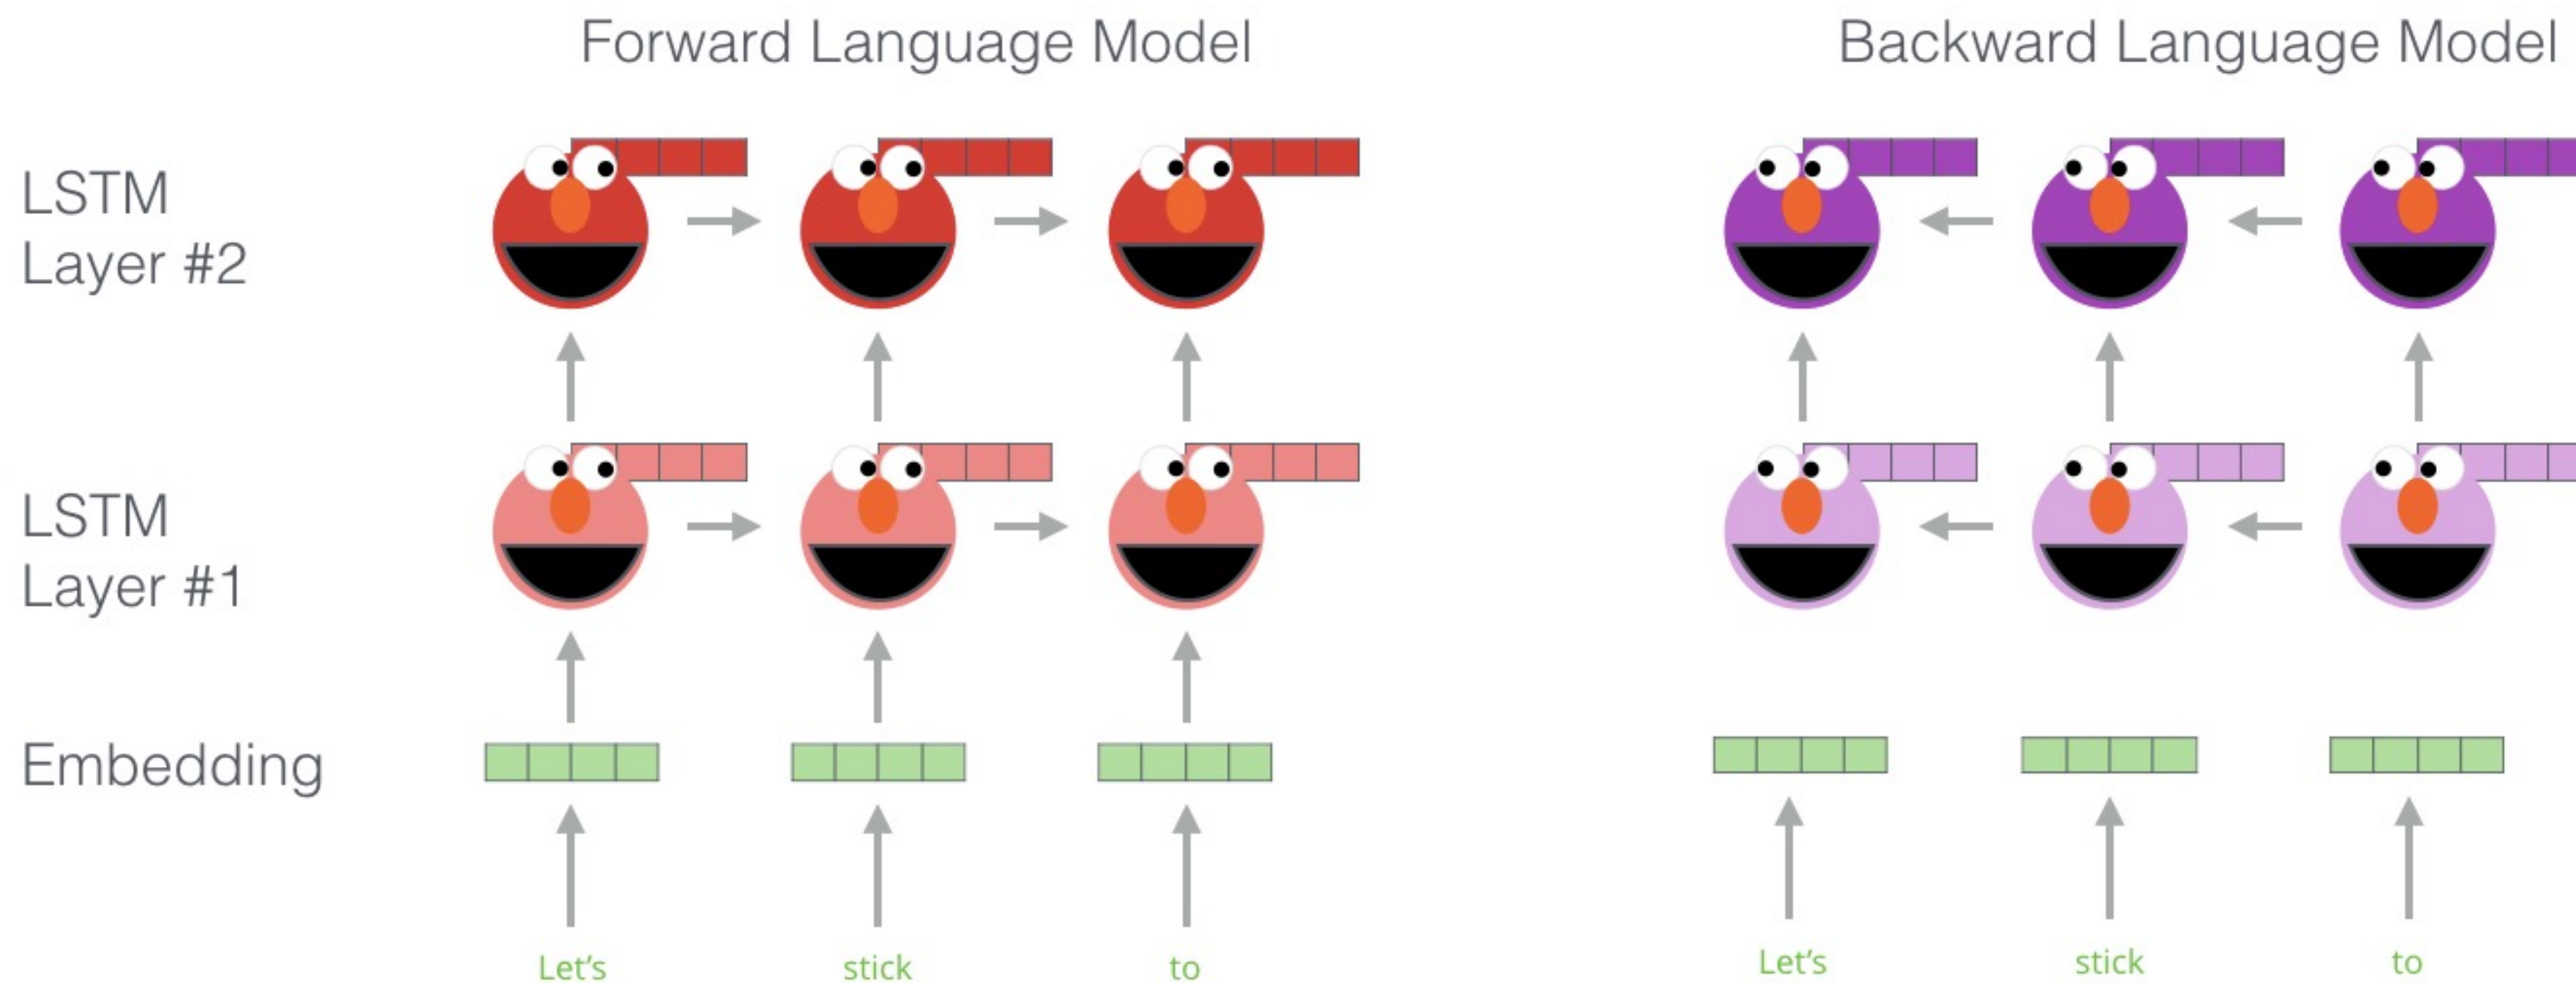 Forward Language Model
Backward Language Model
LSTM
Layer #2
LSTM
Layer #1
Embedding
Let’s stick to
Let’s stick to